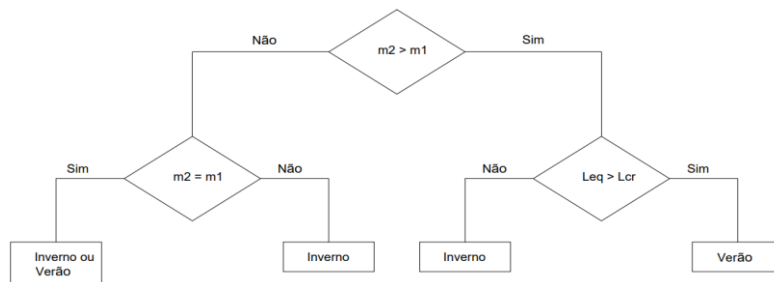 Não
m2 > m1
Sim
Sim
m2 = m1
Não
Não
Leq > Lcr
Sim
Inverno ou
Verão
Inverno
Inverno
Verão